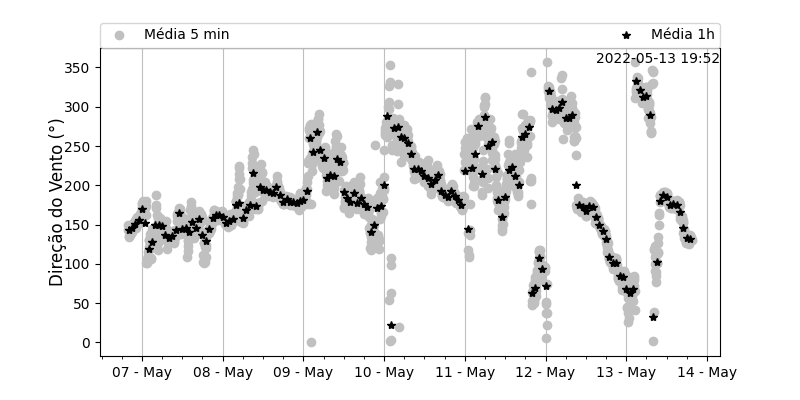 Média 5 min
Média 1h
2022-05-13 19:52
Direção do Vento (°)
350
300
250
200
150
100
50
0
07 - May
08 - May
09 - May
10 - May
11 - May
12 - May
13 - May
14 - May